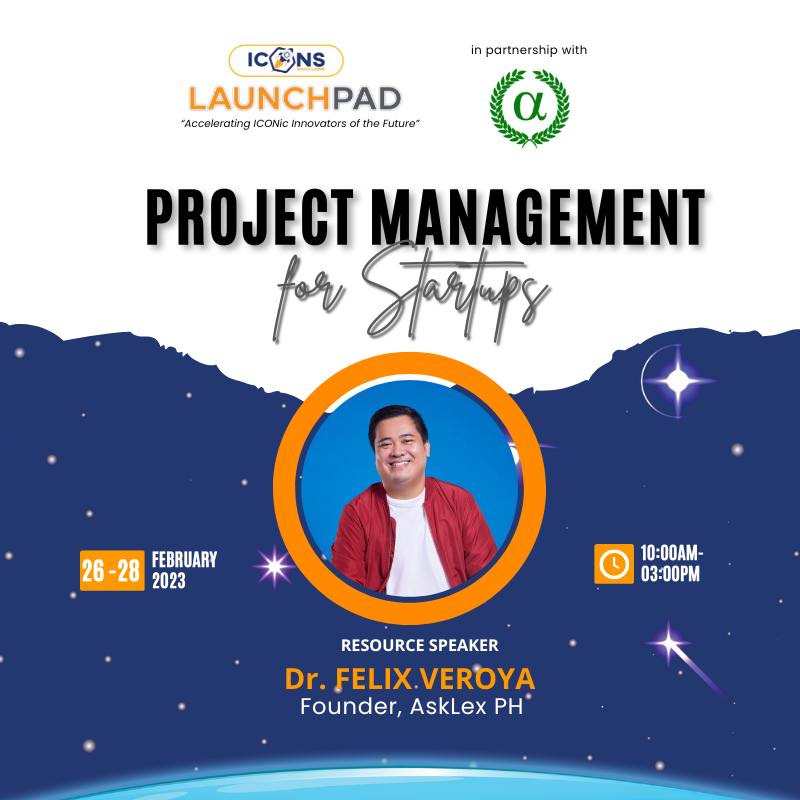 ICONS
LAUNCHPAD
“Accelerating ICONic Innovators of the Future”
in partnership with
α
PROJECT MANAGEMENT
for Startups
26 -28
FEBRUARY
2023
10:00AM-
03:00PM
RESOURCE SPEAKER
Dr. FELIX VEROYA
Founder, AskLex PH